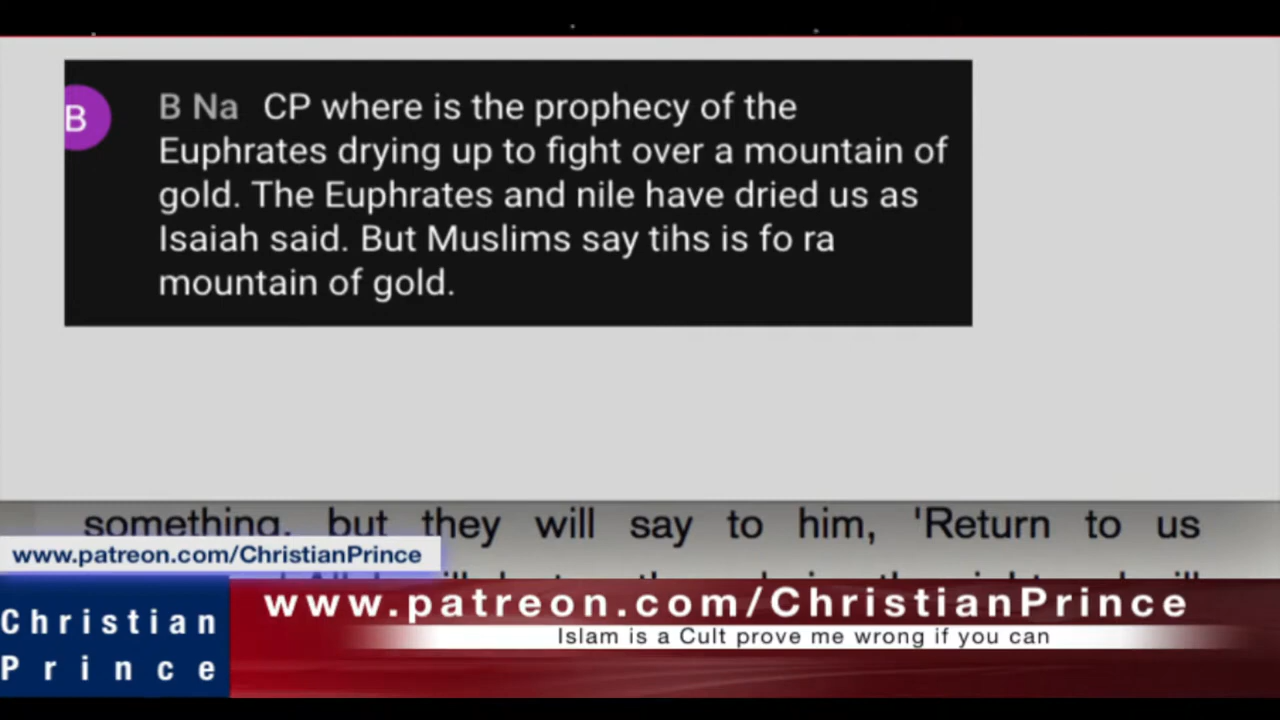 B
B Na CP where is the prophecy of the
Euphrates drying up to fight over a mountain of
gold. The Euphrates and nile have dried us as
Isaiah said. But Muslims say tihs is fo ra
mountain of gold.
something, but they will say to him, 'Return to us
www.patreon.com/ChristianPrince
Christian
Prince
www.patreon.com/ChristianPrince
Islam is a Cult prove me wrong if you can